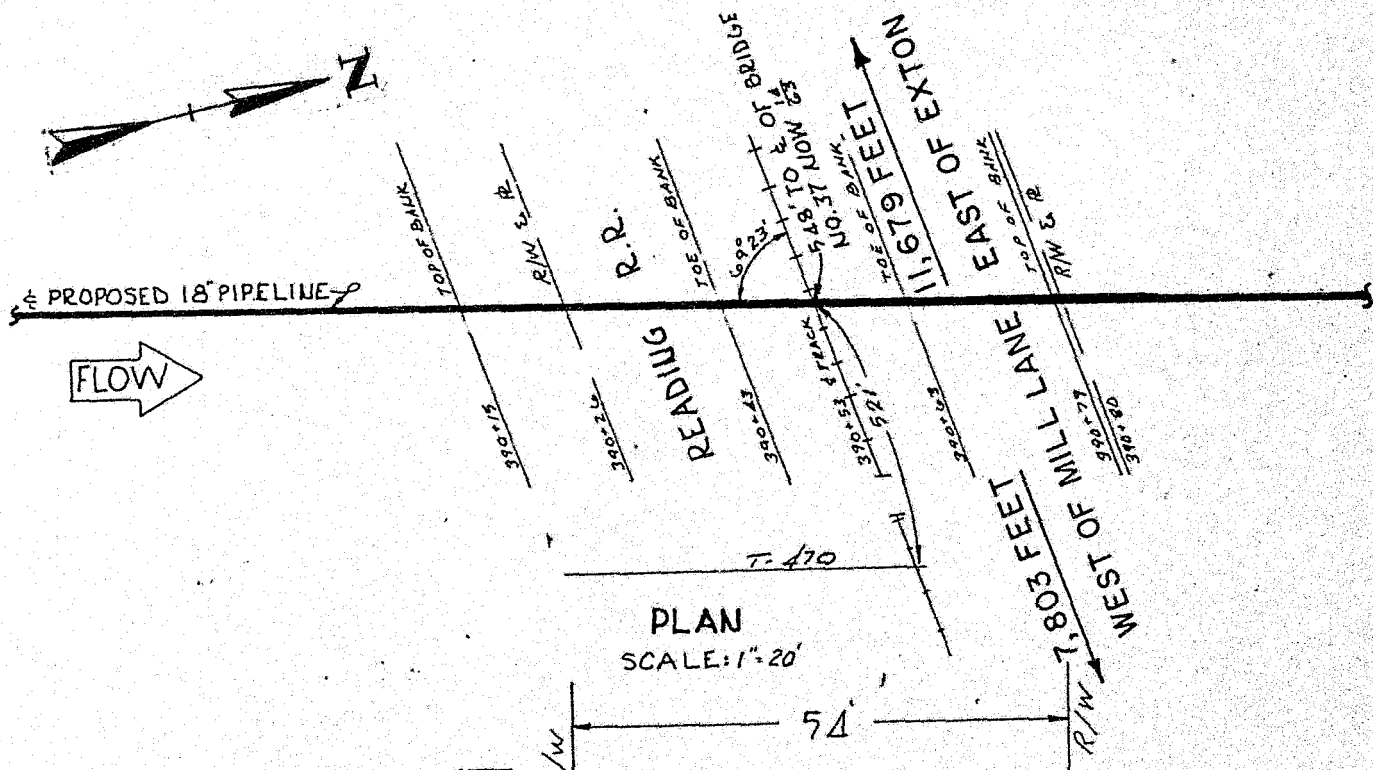 N
℄ PROPOSED 18" PIPELINE
FLOW
TOP OF BANK
R/W & ℞
R.R.
TOE OF BANK
69° 23'
548' TO ℄ OF BRIDGE
NO. 37 NOW 14/63
TOE OF BANK
11,679 FEET
EAST OF EXTON
TOP OF BANK
R/W & ℞
390+15
390+26
READING
390+43
390+53 ℄ TRACK
521'
390+63
7,803 FEET
WEST OF MILL LANE
390+79
390+80
T-470
PLAN
SCALE: 1"=20'
54'
R/W